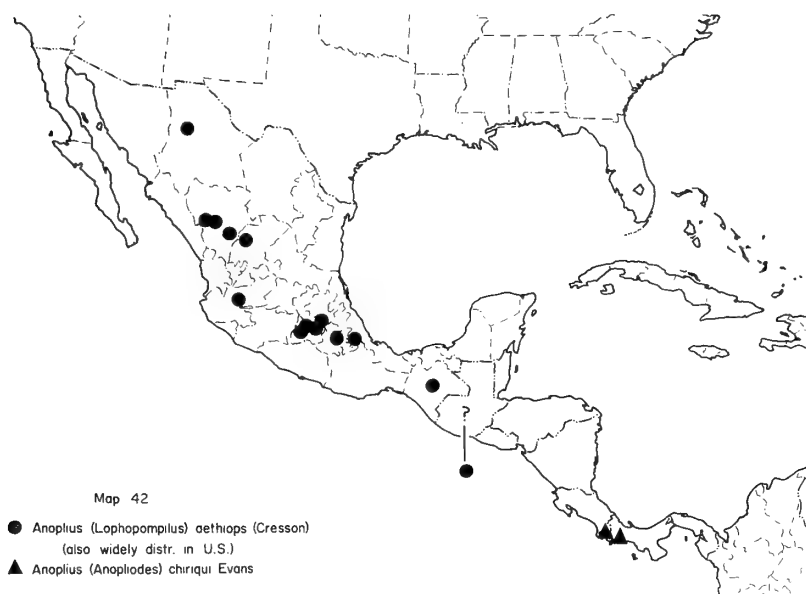 Map 42
Anoplius (Lophopompilus) aethiops (Cresson)
(also widely distr. in U.S.)
Anoplius (Anopliodes) chiriqui Evans
?